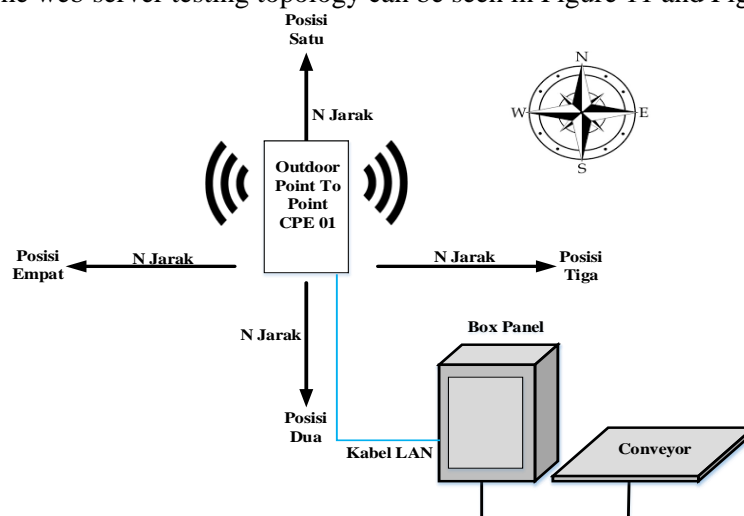 he web server testing topology can be seen in Figure 11 and Fig
Posisi
Satu
N
N Jarak
W
E
S
Outdoor
Point To
Point
CPE 01
Posisi
Empat
N Jarak
N Jarak
Posisi
Tiga
N Jarak
Box Panel
Posisi
Dua
Kabel LAN
Conveyor